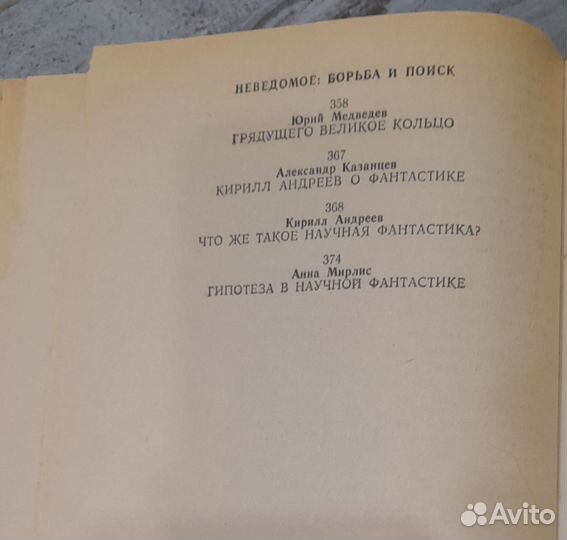 НЕВЕДОМОЕ: БОРЬБА И ПОИСК
358
Юрий Медведев
ГРЯДУЩЕГО ВЕЛИКОЕ КОЛЬЦО
367
Александр Казанцев
КИРИЛЛ АНДРЕЕВ О ФАНТАСТИКЕ
368
Кирилл Андреев
ЧТО ЖЕ ТАКОЕ НАУЧНАЯ ФАНТАСТИКА?
374
Анна Мирлис
ГИПОТЕЗА В НАУЧНОЙ ФАНТАСТИКЕ
Avito